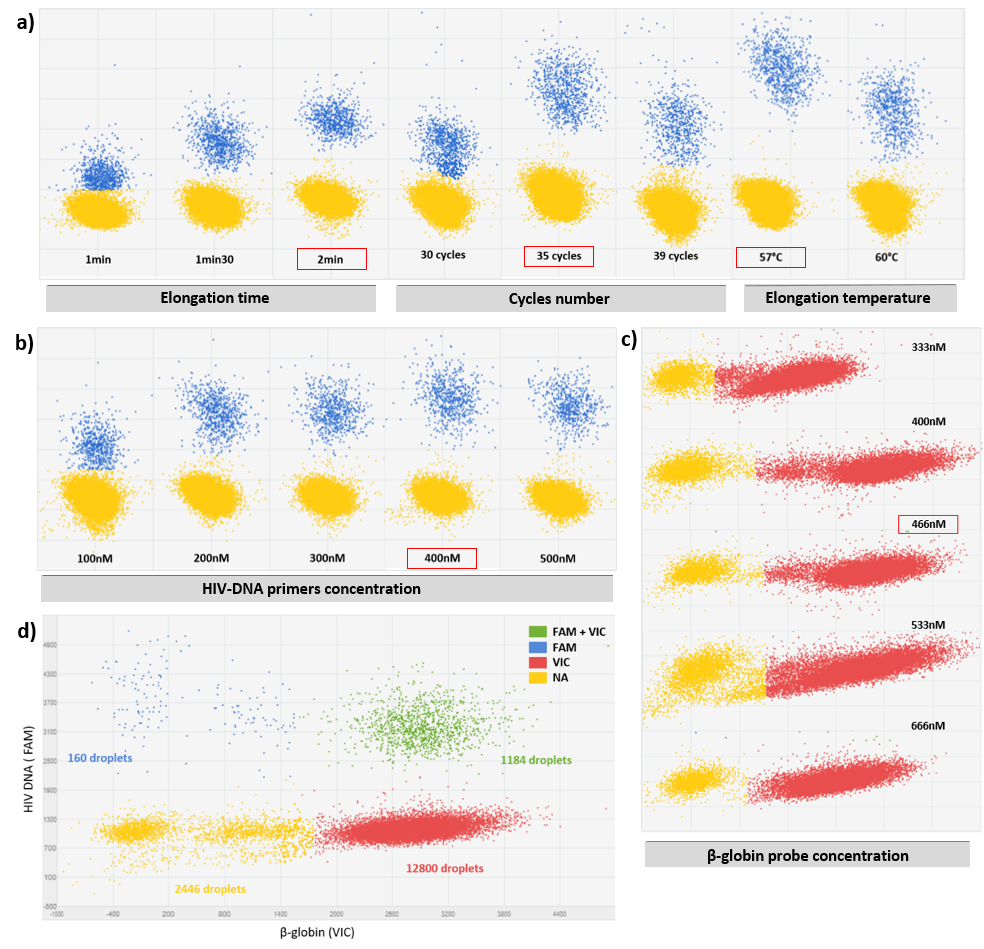 a)
1min
1min30
2min
30 cycles
35 cycles
39 cycles
57°C
60°C
Elongation time
Cycles number
Elongation temperature
b)
100nM
200nM
300nM
400nM
500nM
HIV-DNA primers concentration
c)
333nM
400nM
466nM
533nM
666nM
β-globin probe concentration
d)
FAM + VIC
FAM
VIC
NA
HIV DNA ( FAM)
4900
4300
3700
3100
2500
1900
1300
700
100
-500
160 droplets
1184 droplets
12800 droplets
2446 droplets
-1000
-400
200
800
1400
2000
2800
3200
3800
4400
β-globin (VIC)